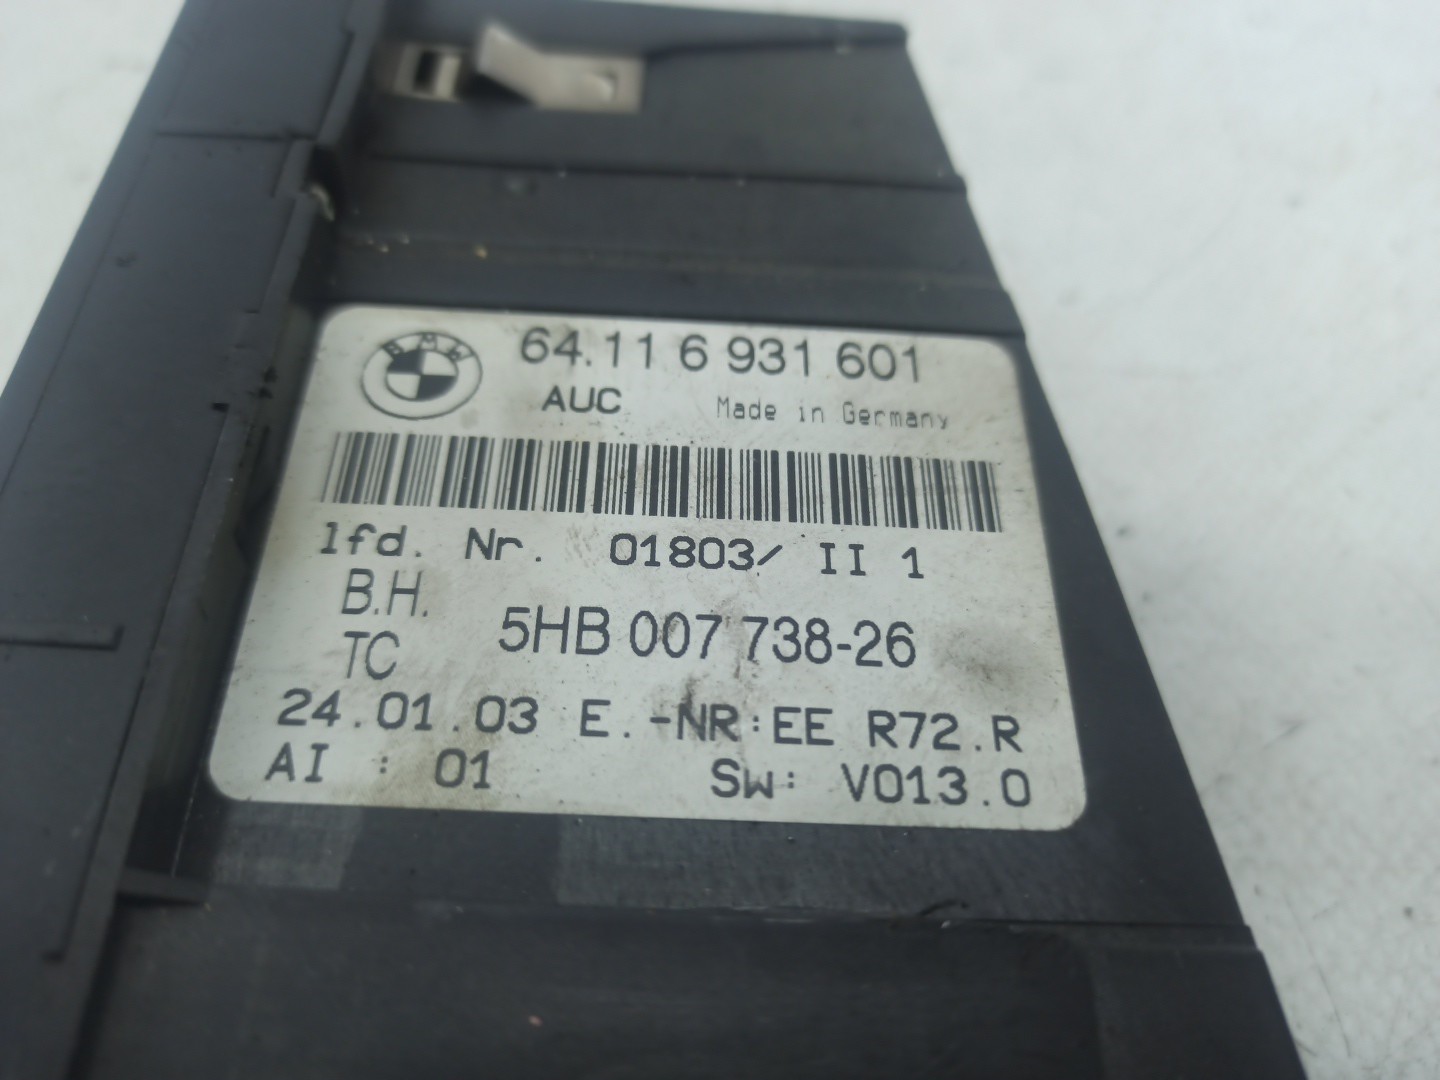 BMW
64.11 6 931 601
AUC Made in Germany
lfd. Nr. 01803/ II 1
B.H.
5HB 007 738-26
TC
24.01.03 E.-NR:EE R72.R
AI : 01 SW: V013.0